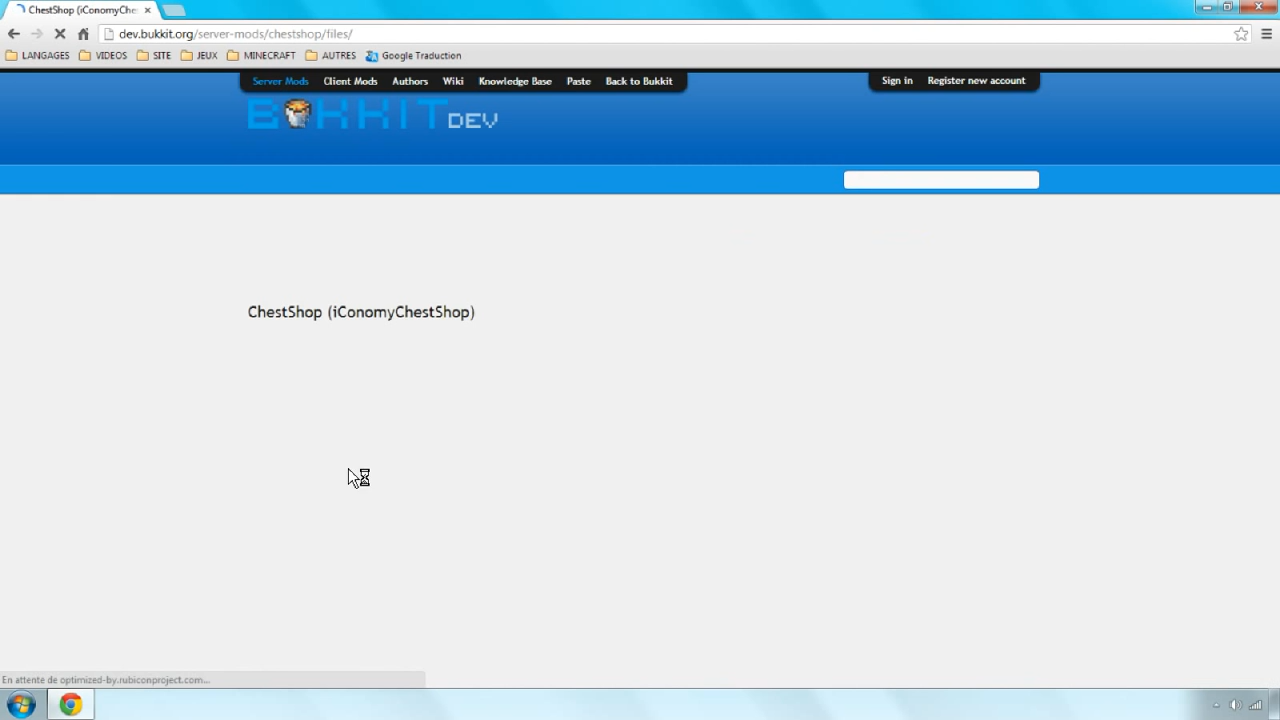 ChestShop (iConomyChe
dev.bukkit.org/server-mods/chestshop/files/
LANGAGES VIDEOS SITE JEUX MINECRAFT AUTRES Google Traduction
Server Mods Client Mods Authors Wiki Knowledge Base Paste Back to Bukkit Sign in Register new account
BUKKIT DEV
ChestShop (iConomyChestShop)
En attente de optimized-by.rubiconproject.com...